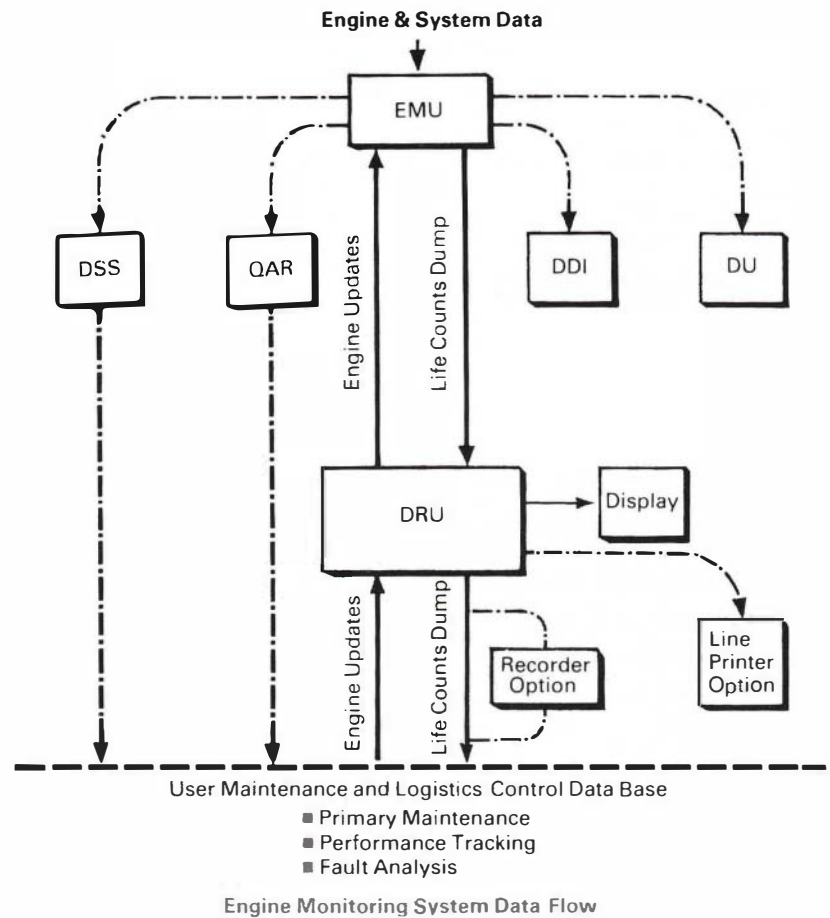 Engine & System Data
EMU
DSS
QAR
Engine Updates
Life Counts Dump
DDI
DU
DRU
Display
Engine Updates
Life Counts Dump
Recorder
Option
Line
Printer
Option
User Maintenance and Logistics Control Data Base
■ Primary Maintenance
■ Performance Tracking
■ Fault Analysis
Engine Monitoring System Data Flow